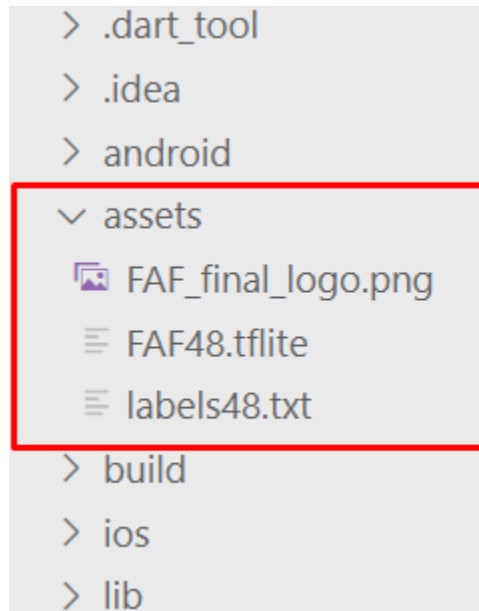 .dart_tool
.idea
android
assets
FAF_final_logo.png
FAF48.tflite
labels48.txt
build
ios
lib